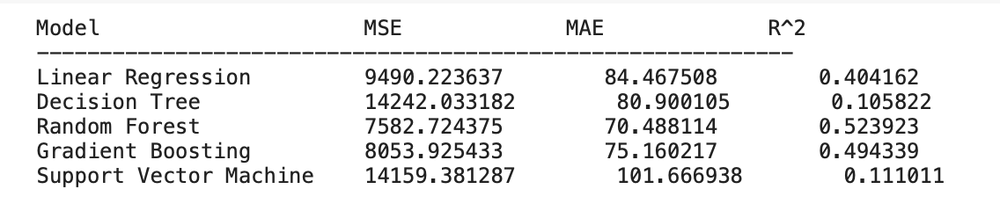 Model MSE MAE R^2
------------------------------------------------------------
Linear Regression 9490.223637 84.467508 0.404162
Decision Tree 14242.033182 80.900105 0.105822
Random Forest 7582.724375 70.488114 0.523923
Gradient Boosting 8053.925433 75.160217 0.494339
Support Vector Machine 14159.381287 101.666938 0.111011